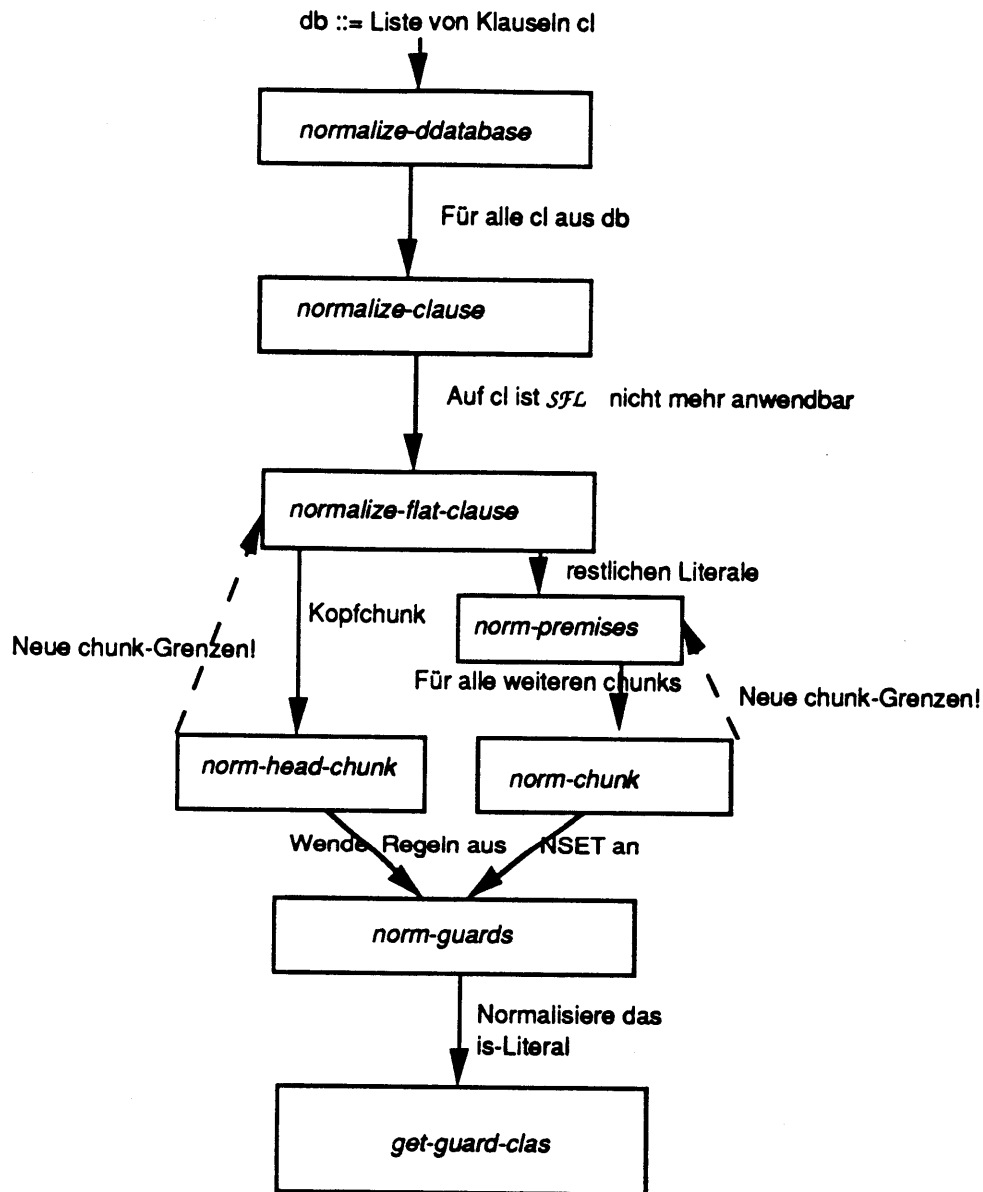 db ::= Liste von Klauseln cl
normalize-ddatabase
Für alle cl aus db
normalize-clause
Auf cl ist SFL nicht mehr anwendbar
normalize-flat-clause
restlichen Literale
Kopfchunk
norm-premises
Neue chunk-Grenzen!
Für alle weiteren chunks
Neue chunk-Grenzen!
norm-head-chunk
norm-chunk
Wende Regeln aus NSET an
norm-guards
Normalisiere das
is-Literal
get-guard-clas